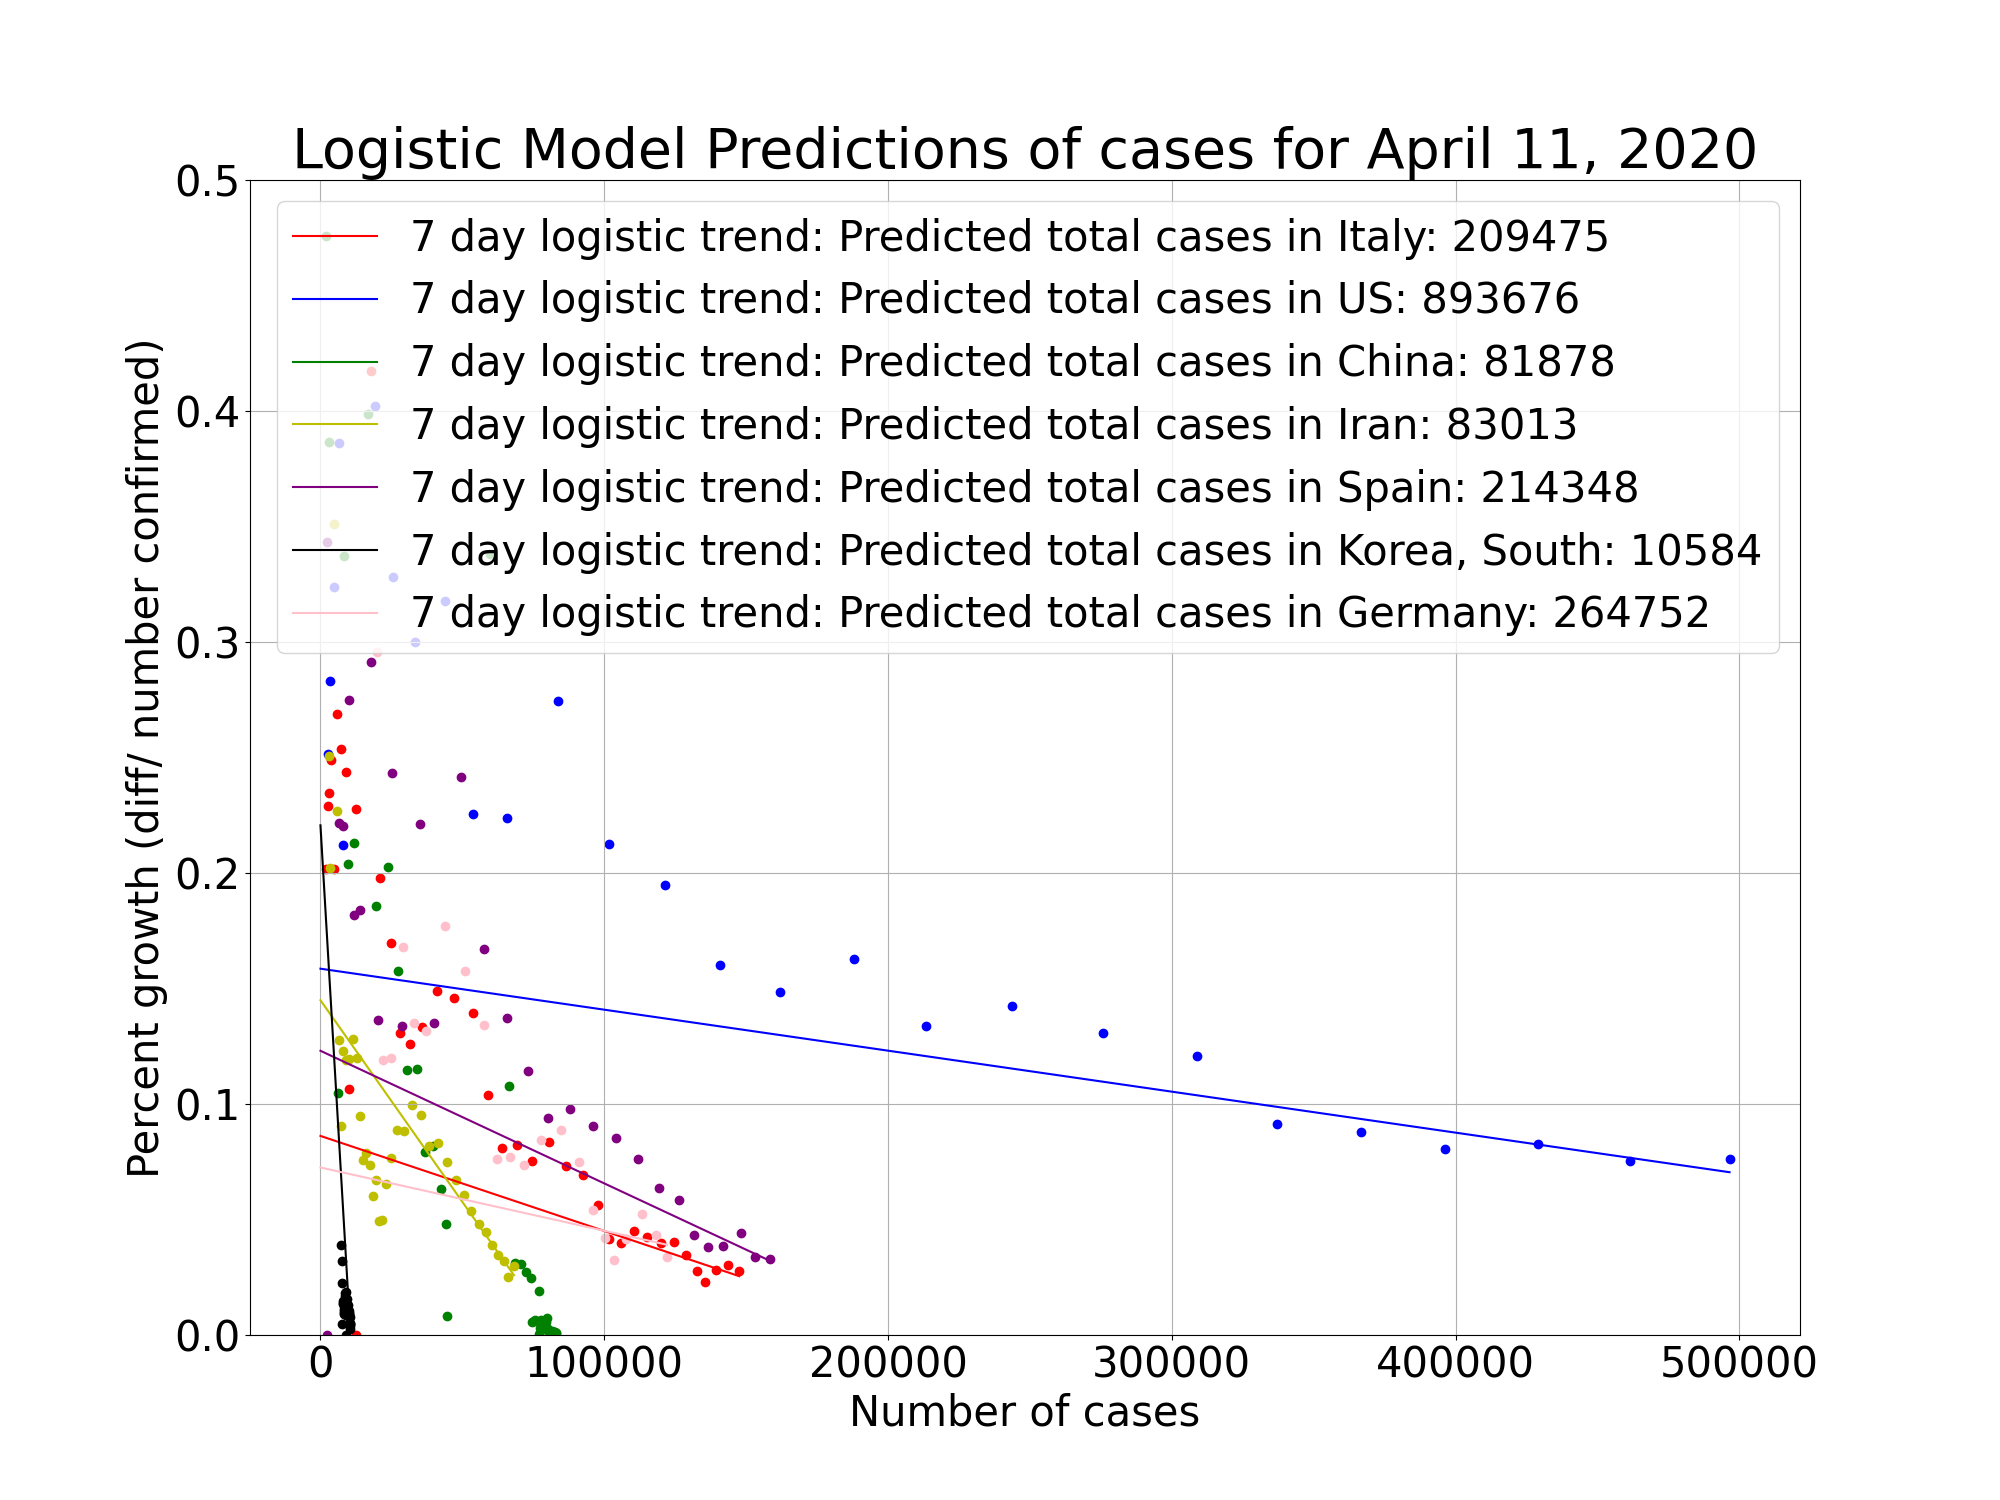 Logistic Model Predictions of cases for April 11, 2020
0.5
7 day logistic trend: Predicted total cases in Italy: 209475
7 day logistic trend: Predicted total cases in US: 893676
7 day logistic trend: Predicted total cases in China: 81878
0.4
7 day logistic trend: Predicted total cases in Iran: 83013
7 day logistic trend: Predicted total cases in Spain: 214348
7 day logistic trend: Predicted total cases in Korea, South: 10584
7 day logistic trend: Predicted total cases in Germany: 264752
0.3
0.2
0.1
0.0
Percent growth (diff/ number confirmed)
0 100000 200000 300000 400000 500000
Number of cases